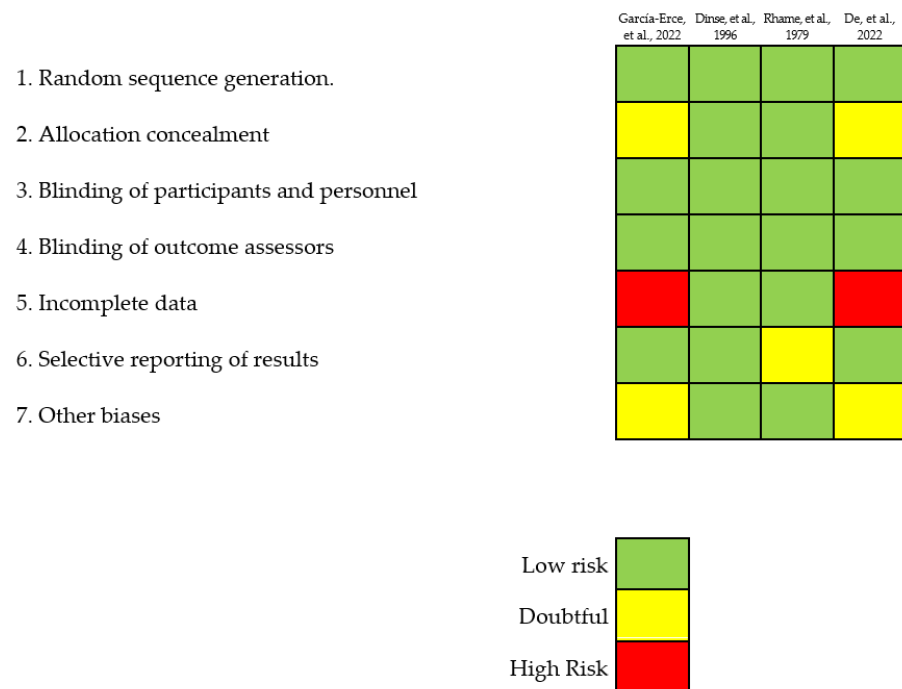 García-Erce, Dinse, et al., Rhame, et al., De, et al.,
et al., 2022 1996 1979 2022
1. Random sequence generation.
2. Allocation concealment
3. Blinding of participants and personnel
4. Blinding of outcome assessors
5. Incomplete data
6. Selective reporting of results
7. Other biases
Low risk
Doubtful
High Risk